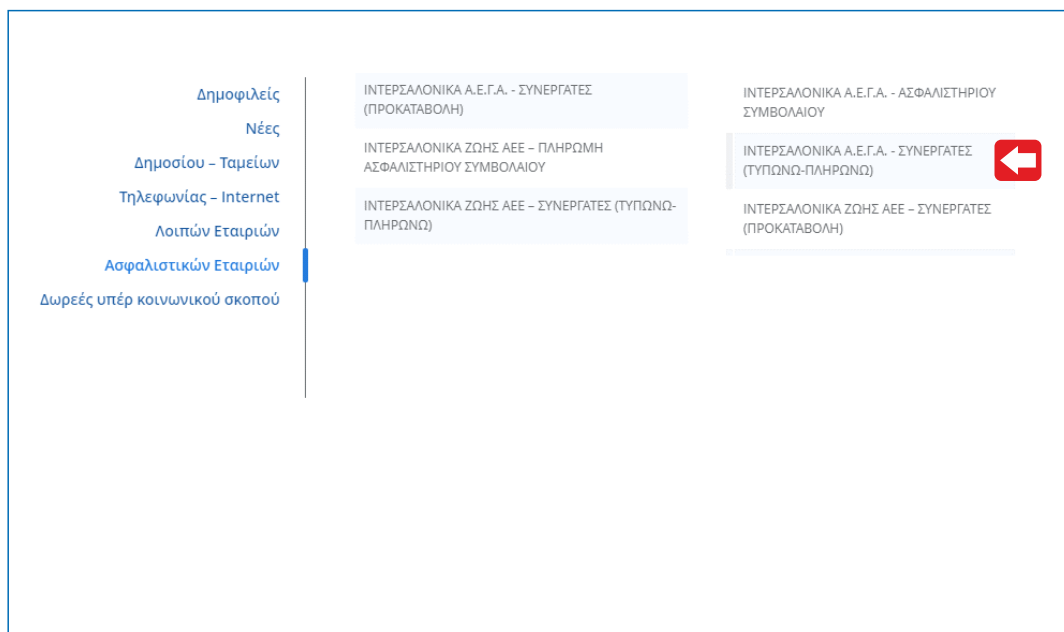 Δημοφιλείς
Νέες
Δημοσίου – Ταμείων
Τηλεφωνίας – Internet
Λοιπών Εταιριών
Ασφαλιστικών Εταιριών
Δωρεές υπέρ κοινωνικού σκοπού
ΙΝΤΕΡΣΑΛΟΝΙΚΑ Α.Ε.Γ.Α. - ΣΥΝΕΡΓΑΤΕΣ
(ΠΡΟΚΑΤΑΒΟΛΗ)
ΙΝΤΕΡΣΑΛΟΝΙΚΑ ΖΩΗΣ ΑΕΕ – ΠΛΗΡΩΜΗ
ΑΣΦΑΛΙΣΤΗΡΙΟΥ ΣΥΜΒΟΛΑΙΟΥ
ΙΝΤΕΡΣΑΛΟΝΙΚΑ ΖΩΗΣ ΑΕΕ – ΣΥΝΕΡΓΑΤΕΣ (ΤΥΠΩΝΩ-
ΠΛΗΡΩΝΩ)
ΙΝΤΕΡΣΑΛΟΝΙΚΑ Α.Ε.Γ.Α. - ΑΣΦΑΛΙΣΤΗΡΙΟΥ
ΣΥΜΒΟΛΑΙΟΥ
ΙΝΤΕΡΣΑΛΟΝΙΚΑ Α.Ε.Γ.Α. - ΣΥΝΕΡΓΑΤΕΣ
(ΤΥΠΩΝΩ-ΠΛΗΡΩΝΩ)
ΙΝΤΕΡΣΑΛΟΝΙΚΑ ΖΩΗΣ ΑΕΕ – ΣΥΝΕΡΓΑΤΕΣ
(ΠΡΟΚΑΤΑΒΟΛΗ)